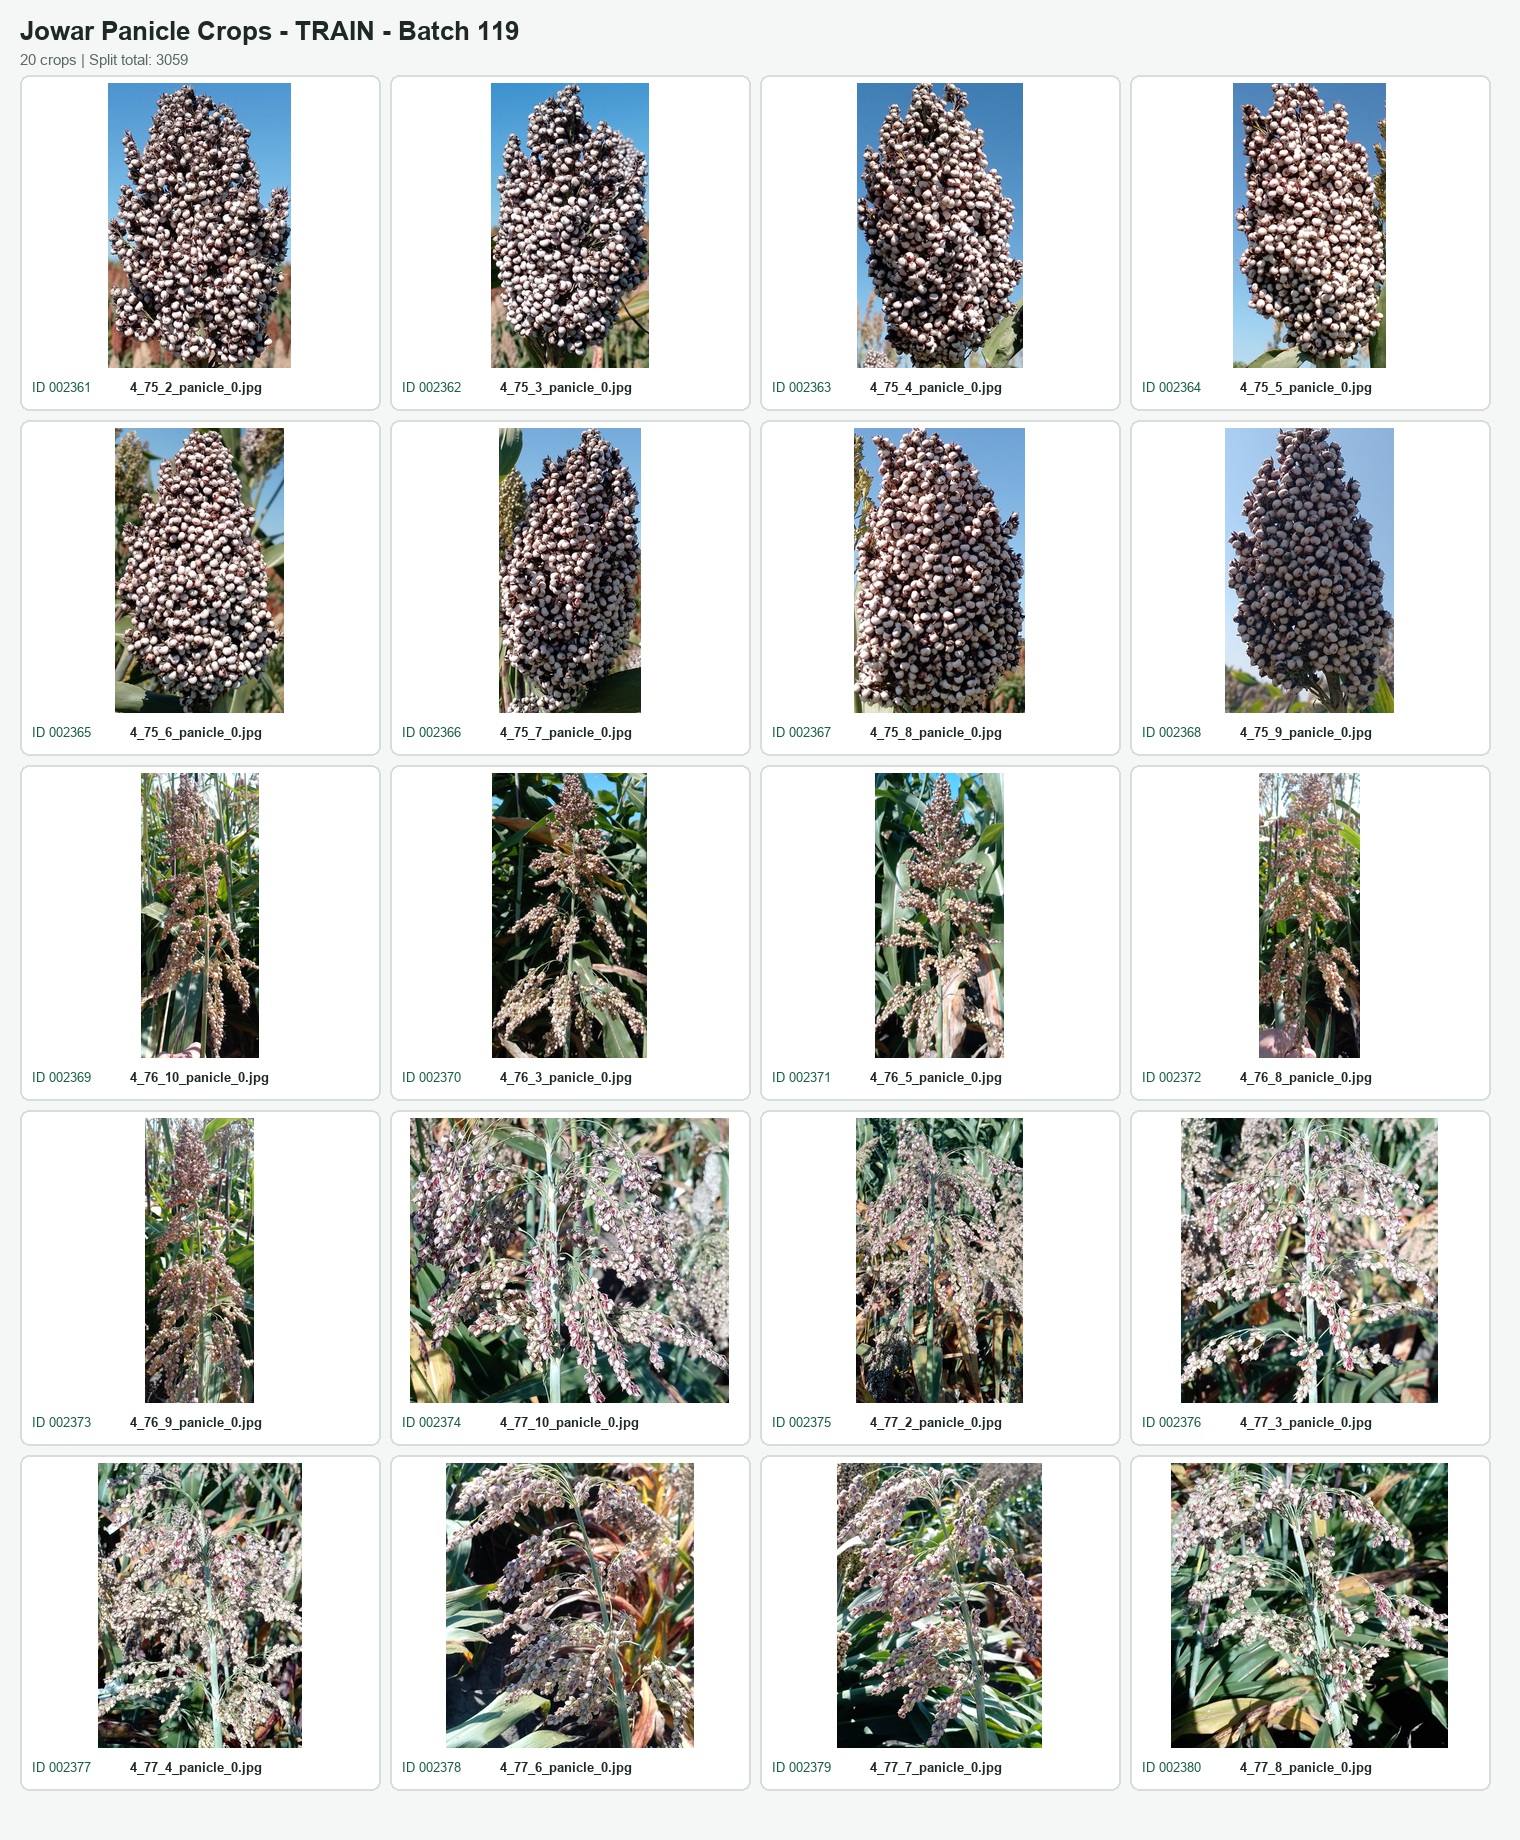 Jowar Panicle Crops - TRAIN - Batch 119
20 crops | Split total: 3059
ID 002361 4_75_2_panicle_0.jpg
ID 002362 4_75_3_panicle_0.jpg
ID 002363 4_75_4_panicle_0.jpg
ID 002364 4_75_5_panicle_0.jpg
ID 002365 4_75_6_panicle_0.jpg
ID 002366 4_75_7_panicle_0.jpg
ID 002367 4_75_8_panicle_0.jpg
ID 002368 4_75_9_panicle_0.jpg
ID 002369 4_76_10_panicle_0.jpg
ID 002370 4_76_3_panicle_0.jpg
ID 002371 4_76_5_panicle_0.jpg
ID 002372 4_76_8_panicle_0.jpg
ID 002373 4_76_9_panicle_0.jpg
ID 002374 4_77_10_panicle_0.jpg
ID 002375 4_77_2_panicle_0.jpg
ID 002376 4_77_3_panicle_0.jpg
ID 002377 4_77_4_panicle_0.jpg
ID 002378 4_77_6_panicle_0.jpg
ID 002379 4_77_7_panicle_0.jpg
ID 002380 4_77_8_panicle_0.jpg